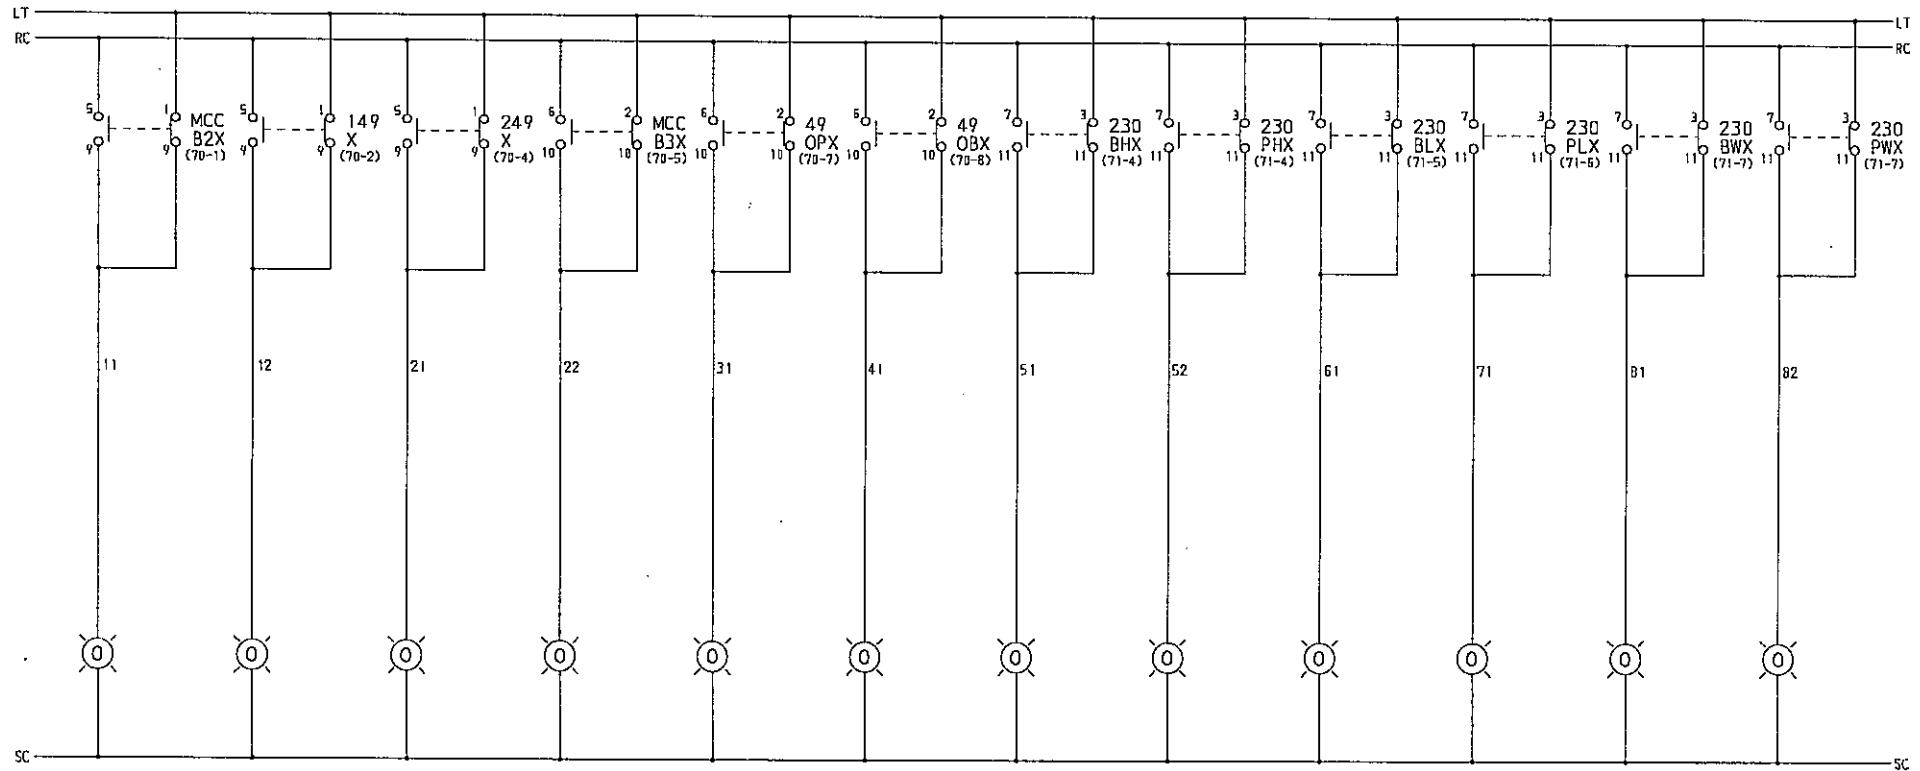 LT LT
RC RC
5 1 5 1 5 1 6 2 6 2 6 2 7 3 7 3 7 3 7 3 7 3 7 3
MCC 149 249 MCC 49 49 230 230 230 230 230 230
B2X X X B3X OPX OBX BHX PHX BLX PLX BWX PWX
9 9 9 9 9 9 10 10 10 10 10 10 11 11 11 11 11 11 11 11 11 11 11 11
(70-1) (70-2) (70-4) (70-5) (70-7) (70-8) (71-4) (71-4) (71-5) (71-6) (71-7) (71-7)
11 12 21 22 31 41 51 52 61 71 81 82
O O O O O O O O O O O O
SC SC